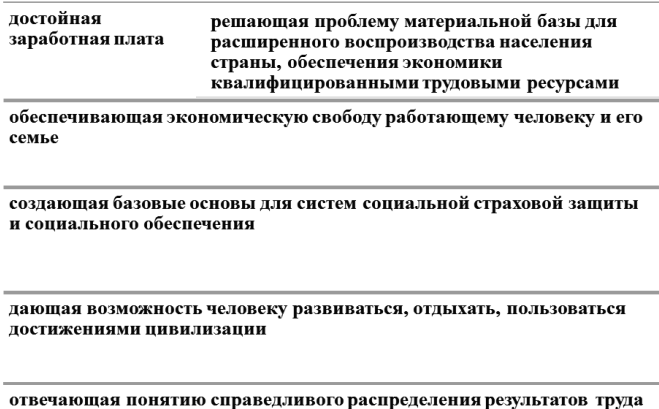 достойная
заработная плата
решающая проблему материальной базы для
расширенного воспроизводства населения
страны, обеспечения экономики
квалифицированными трудовыми ресурсами
обеспечивающая экономическую свободу работающему человеку и его
семье
создающая базовые основы для систем социальной страховой защиты
и социального обеспечения
дающая возможность человеку развиваться, отдыхать, пользоваться
достижениями цивилизации
отвечающая понятию справедливого распределения результатов труда